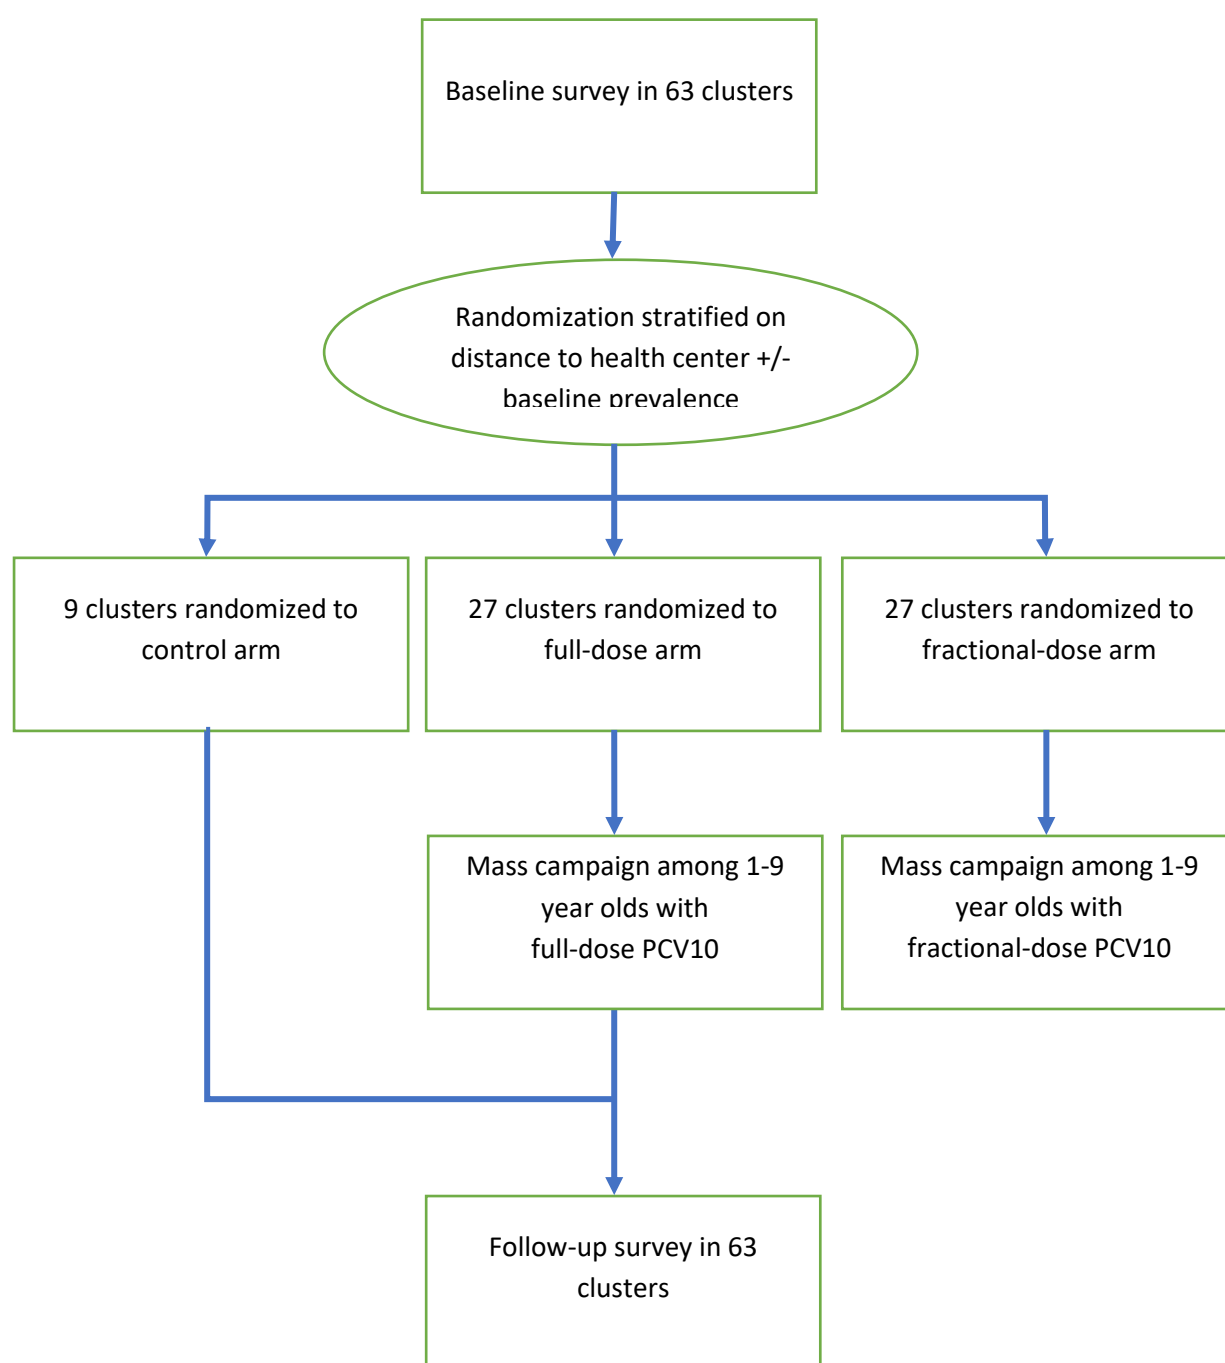 Baseline survey in 63 clusters
Randomization stratified on
distance to health center +/-
baseline prevalence
9 clusters randomized to
control arm
27 clusters randomized to
full-dose arm
27 clusters randomized to
fractional-dose arm
Mass campaign among 1-9
year olds with
full-dose PCV10
Mass campaign among 1-9
year olds with
fractional-dose PCV10
Follow-up survey in 63
clusters